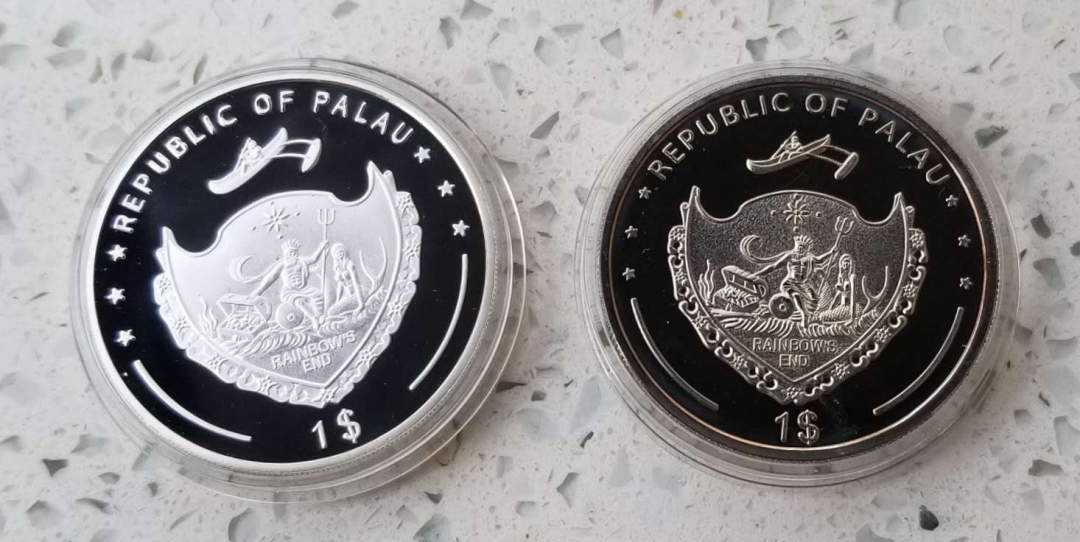 REPUBLIC OF PALAU
RAINBOW'S
END
1$
REPUBLIC OF PALAU
RAINBOW'S
END
1$